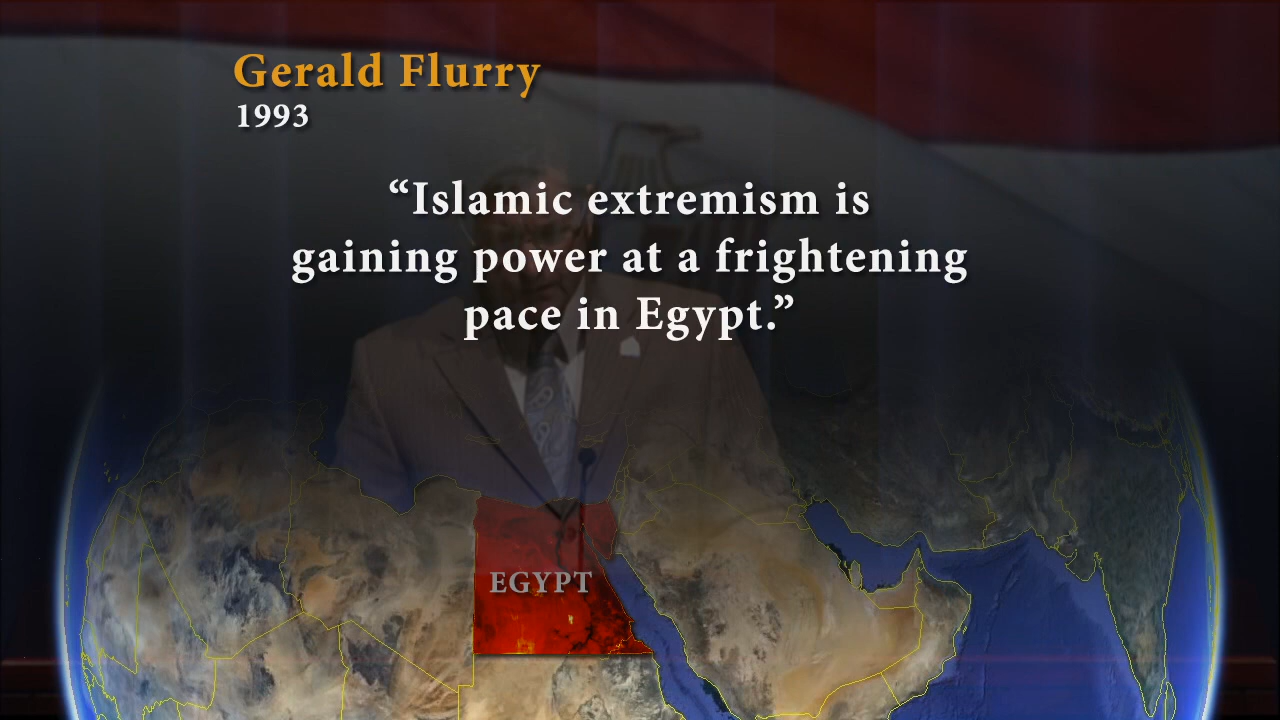 Gerald Flurry
1993
“Islamic extremism is
gaining power at a frightening
pace in Egypt.”
EGYPT